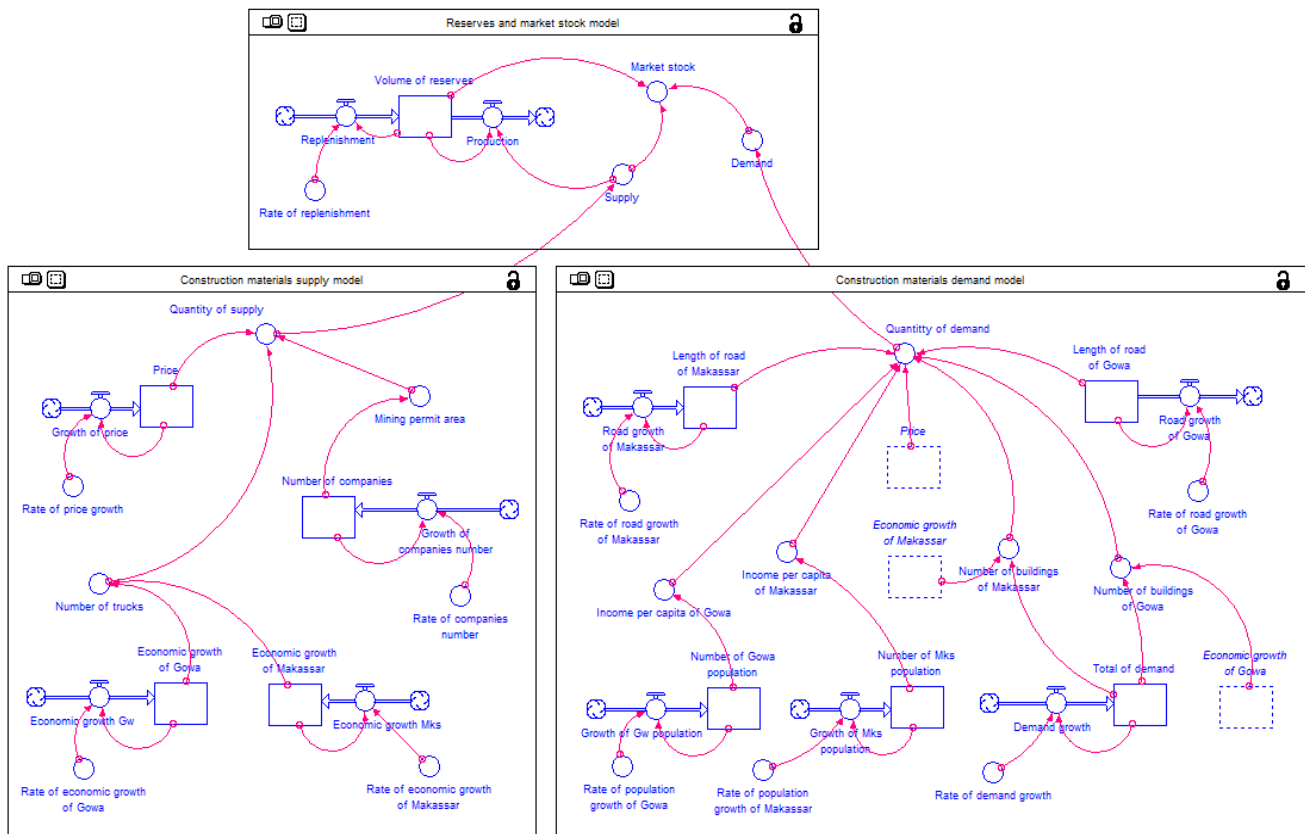 Reserves and market stock model
Market stock
Volume of reserves
Replenishment
Production
Demand
Supply
Rate of replenishment
Construction materials supply model
Quantity of supply
Price
Growth of price
Mining permit area
Rate of price growth
Number of companies
Growth of
companies number
Number of trucks
Rate of companies
number
Economic growth
of Gowa
Economic growth
of Makassar
Economic growth Gw
Economic growth Mks
Rate of economic growth
of Gowa
Rate of economic growth
of Makassar
Construction materials demand model
Quantitty of demand
Length of road
of Makassar
Length of road
of Gowa
Road growth
of Makassar
Price
Road growth
of Gowa
Rate of road growth
of Makassar
Economic growth
of Makassar
Rate of road growth
of Gowa
Income per capita
of Makassar
Number of buildings
of Makassar
Number of buildings
of Gowa
Income per capita of Gowa
Number of Gowa
population
Number of Mks
population
Total of demand
Economic growth
of Gowa
Growth of Gw population
Growth of Mks
population
Demand growth
Rate of population
growth of Gowa
Rate of population
growth of Makassar
Rate of demand growth